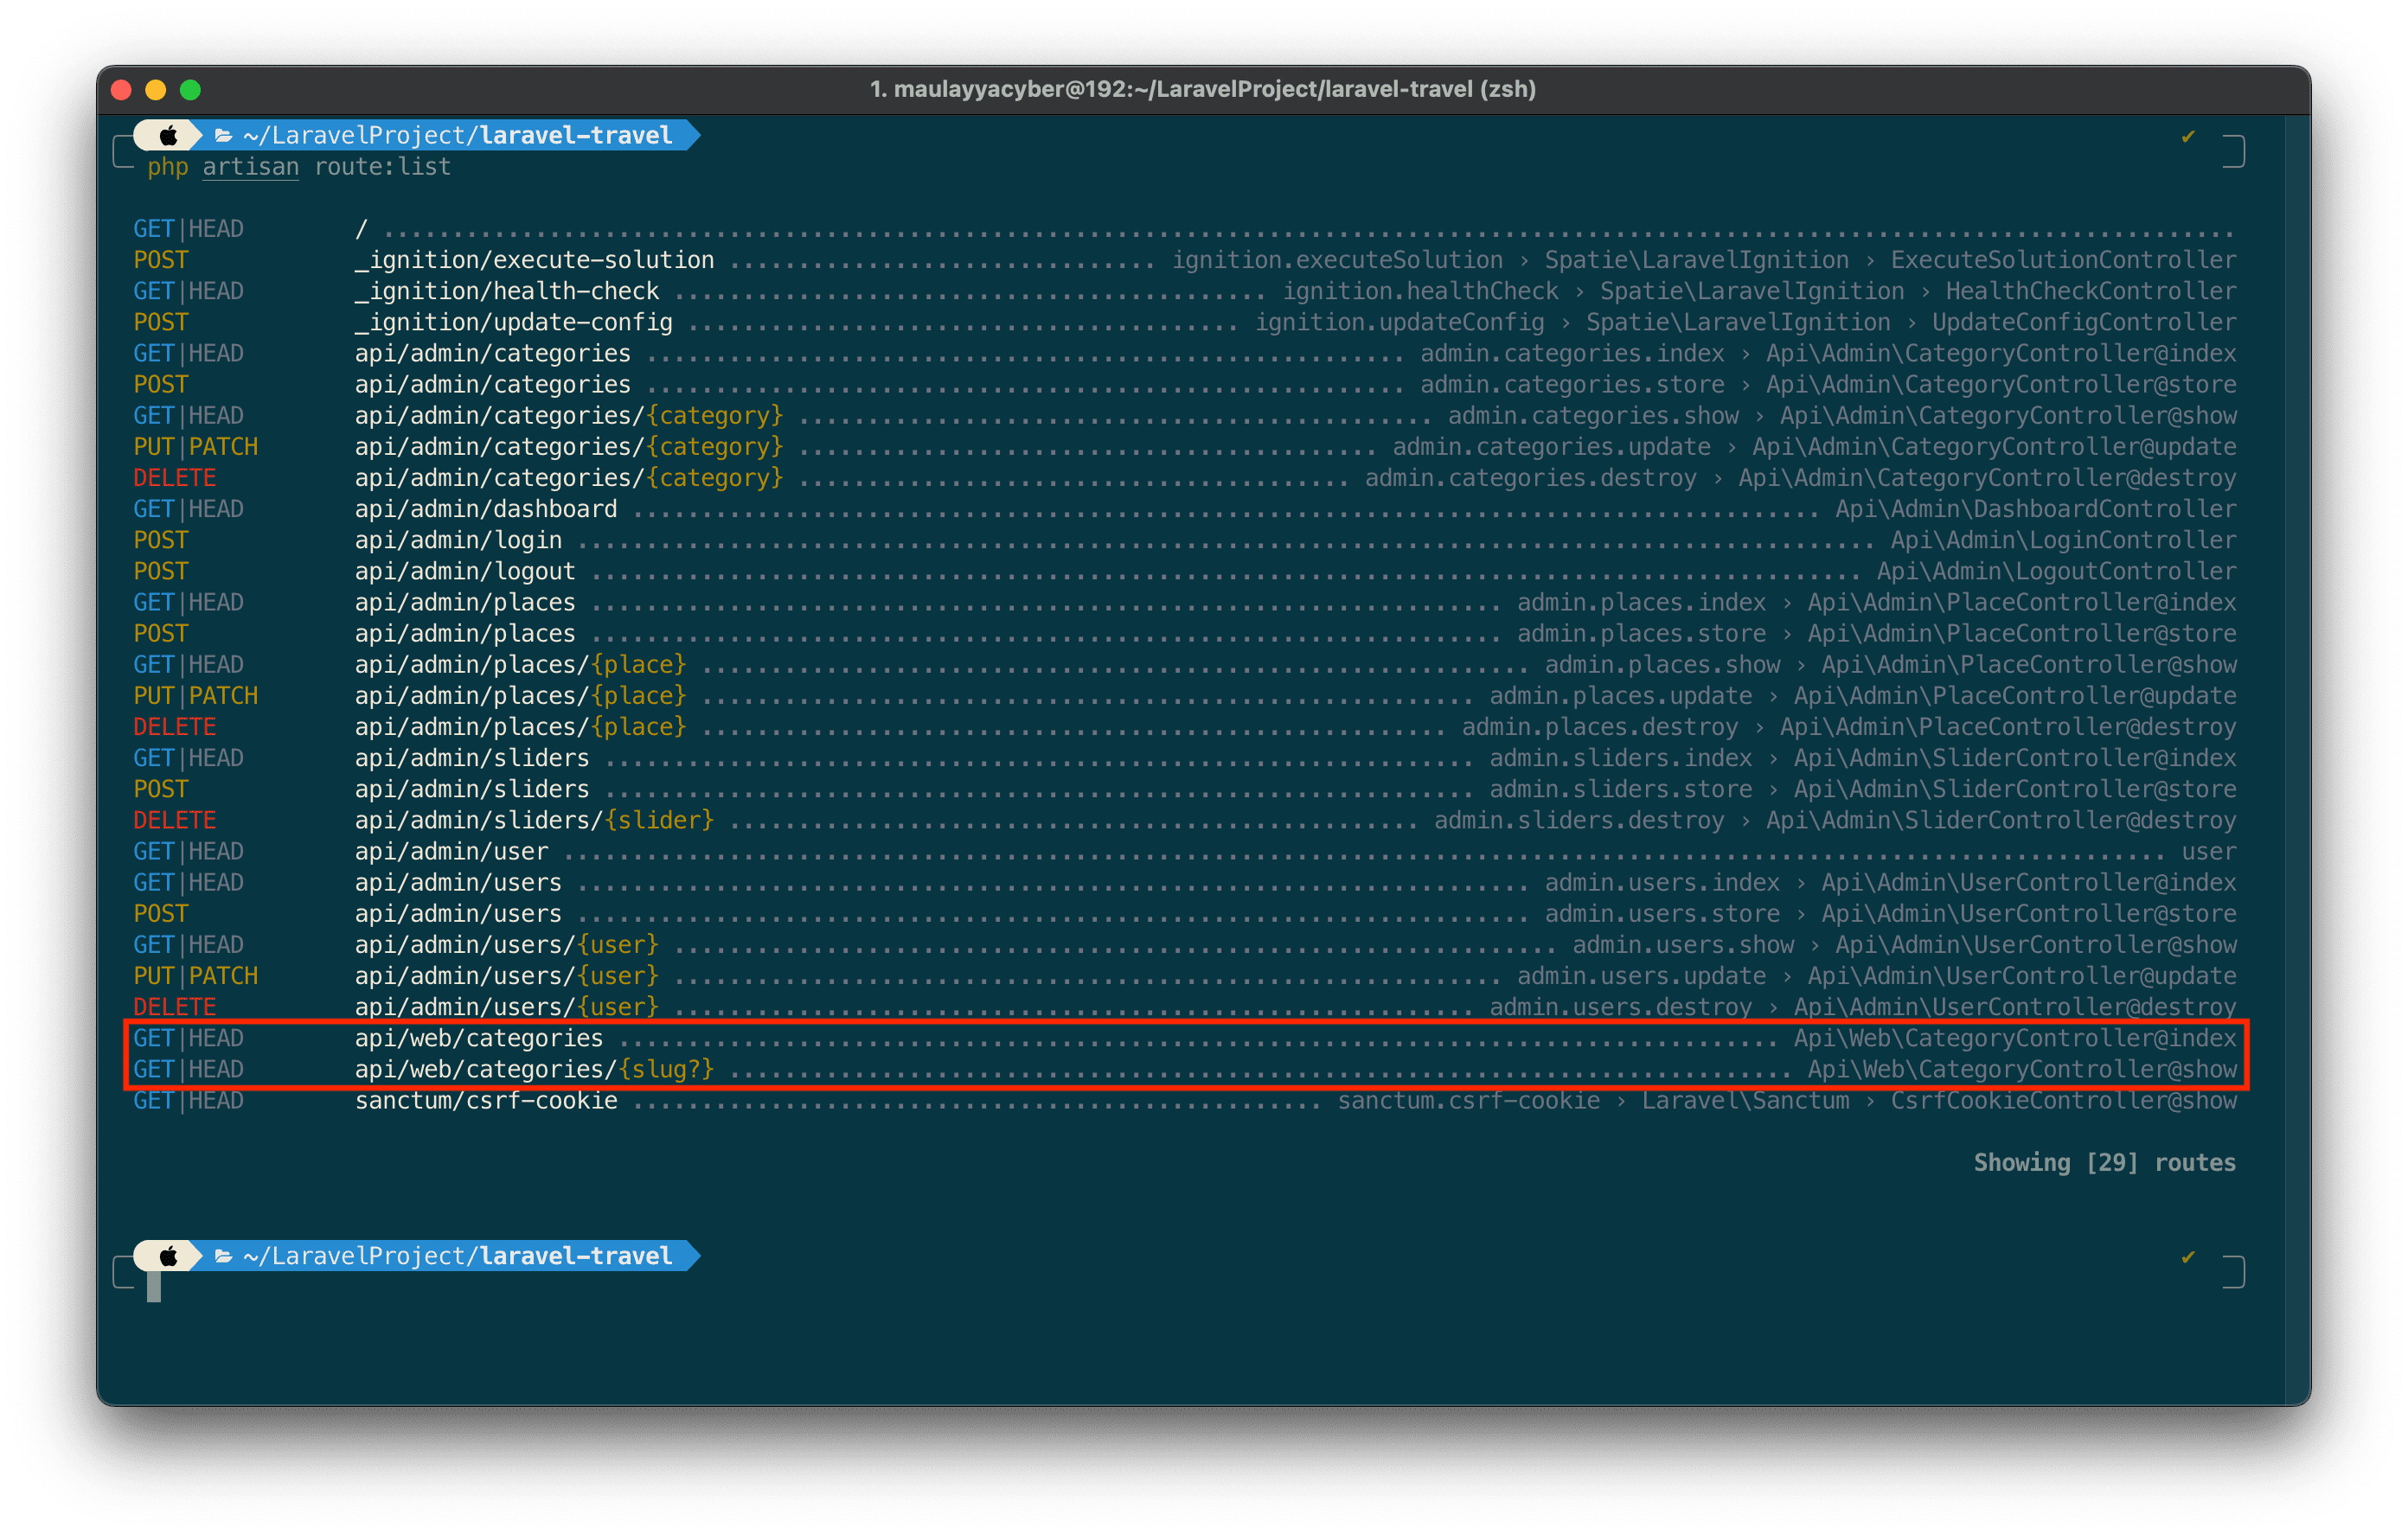 1. maulayyacyber@192:~/LaravelProject/laravel-travel (zsh)
~/LaravelProject/laravel-travel
php artisan route:list
GET|HEAD / ........................................
POST _ignition/execute-solution ............................... ignition.executeSolution › Spatie\LaravelIgnition › ExecuteSolutionController
GET|HEAD _ignition/health-check ........................................... ignition.healthCheck › Spatie\LaravelIgnition › HealthCheckController
POST _ignition/update-config ........................................ ignition.updateConfig › Spatie\LaravelIgnition › UpdateConfigController
GET|HEAD api/admin/categories ........................................ admin.categories.index › Api\Admin\CategoryController@index
POST api/admin/categories ........................................ admin.categories.store › Api\Admin\CategoryController@store
GET|HEAD api/admin/categories/{category} ........................................ admin.categories.show › Api\Admin\CategoryController@show
PUT|PATCH api/admin/categories/{category} ........................................ admin.categories.update › Api\Admin\CategoryController@update
DELETE api/admin/categories/{category} ........................................ admin.categories.destroy › Api\Admin\CategoryController@destroy
GET|HEAD api/admin/dashboard ........................................ Api\Admin\DashboardController
POST api/admin/login ........................................ Api\Admin\LoginController
POST api/admin/logout ........................................ Api\Admin\LogoutController
GET|HEAD api/admin/places ........................................ admin.places.index › Api\Admin\PlaceController@index
POST api/admin/places ........................................ admin.places.store › Api\Admin\PlaceController@store
GET|HEAD api/admin/places/{place} ........................................ admin.places.show › Api\Admin\PlaceController@show
PUT|PATCH api/admin/places/{place} ........................................ admin.places.update › Api\Admin\PlaceController@update
DELETE api/admin/places/{place} ........................................ admin.places.destroy › Api\Admin\PlaceController@destroy
GET|HEAD api/admin/sliders ........................................ admin.sliders.index › Api\Admin\SliderController@index
POST api/admin/sliders ........................................ admin.sliders.store › Api\Admin\SliderController@store
DELETE api/admin/sliders/{slider} ........................................ admin.sliders.destroy › Api\Admin\SliderController@destroy
GET|HEAD api/admin/user ........................................ user
GET|HEAD api/admin/users ........................................ admin.users.index › Api\Admin\UserController@index
POST api/admin/users ........................................ admin.users.store › Api\Admin\UserController@store
GET|HEAD api/admin/users/{user} ........................................ admin.users.show › Api\Admin\UserController@show
PUT|PATCH api/admin/users/{user} ........................................ admin.users.update › Api\Admin\UserController@update
DELETE api/admin/users/{user} ........................................ admin.users.destroy › Api\Admin\UserController@destroy
GET|HEAD api/web/categories ........................................ Api\Web\CategoryController@index
GET|HEAD api/web/categories/{slug?} ........................................ Api\Web\CategoryController@show
GET|HEAD sanctum/csrf-cookie ........................................ sanctum.csrf-cookie › Laravel\Sanctum › CsrfCookieController@show
Showing [29] routes
~/LaravelProject/laravel-travel